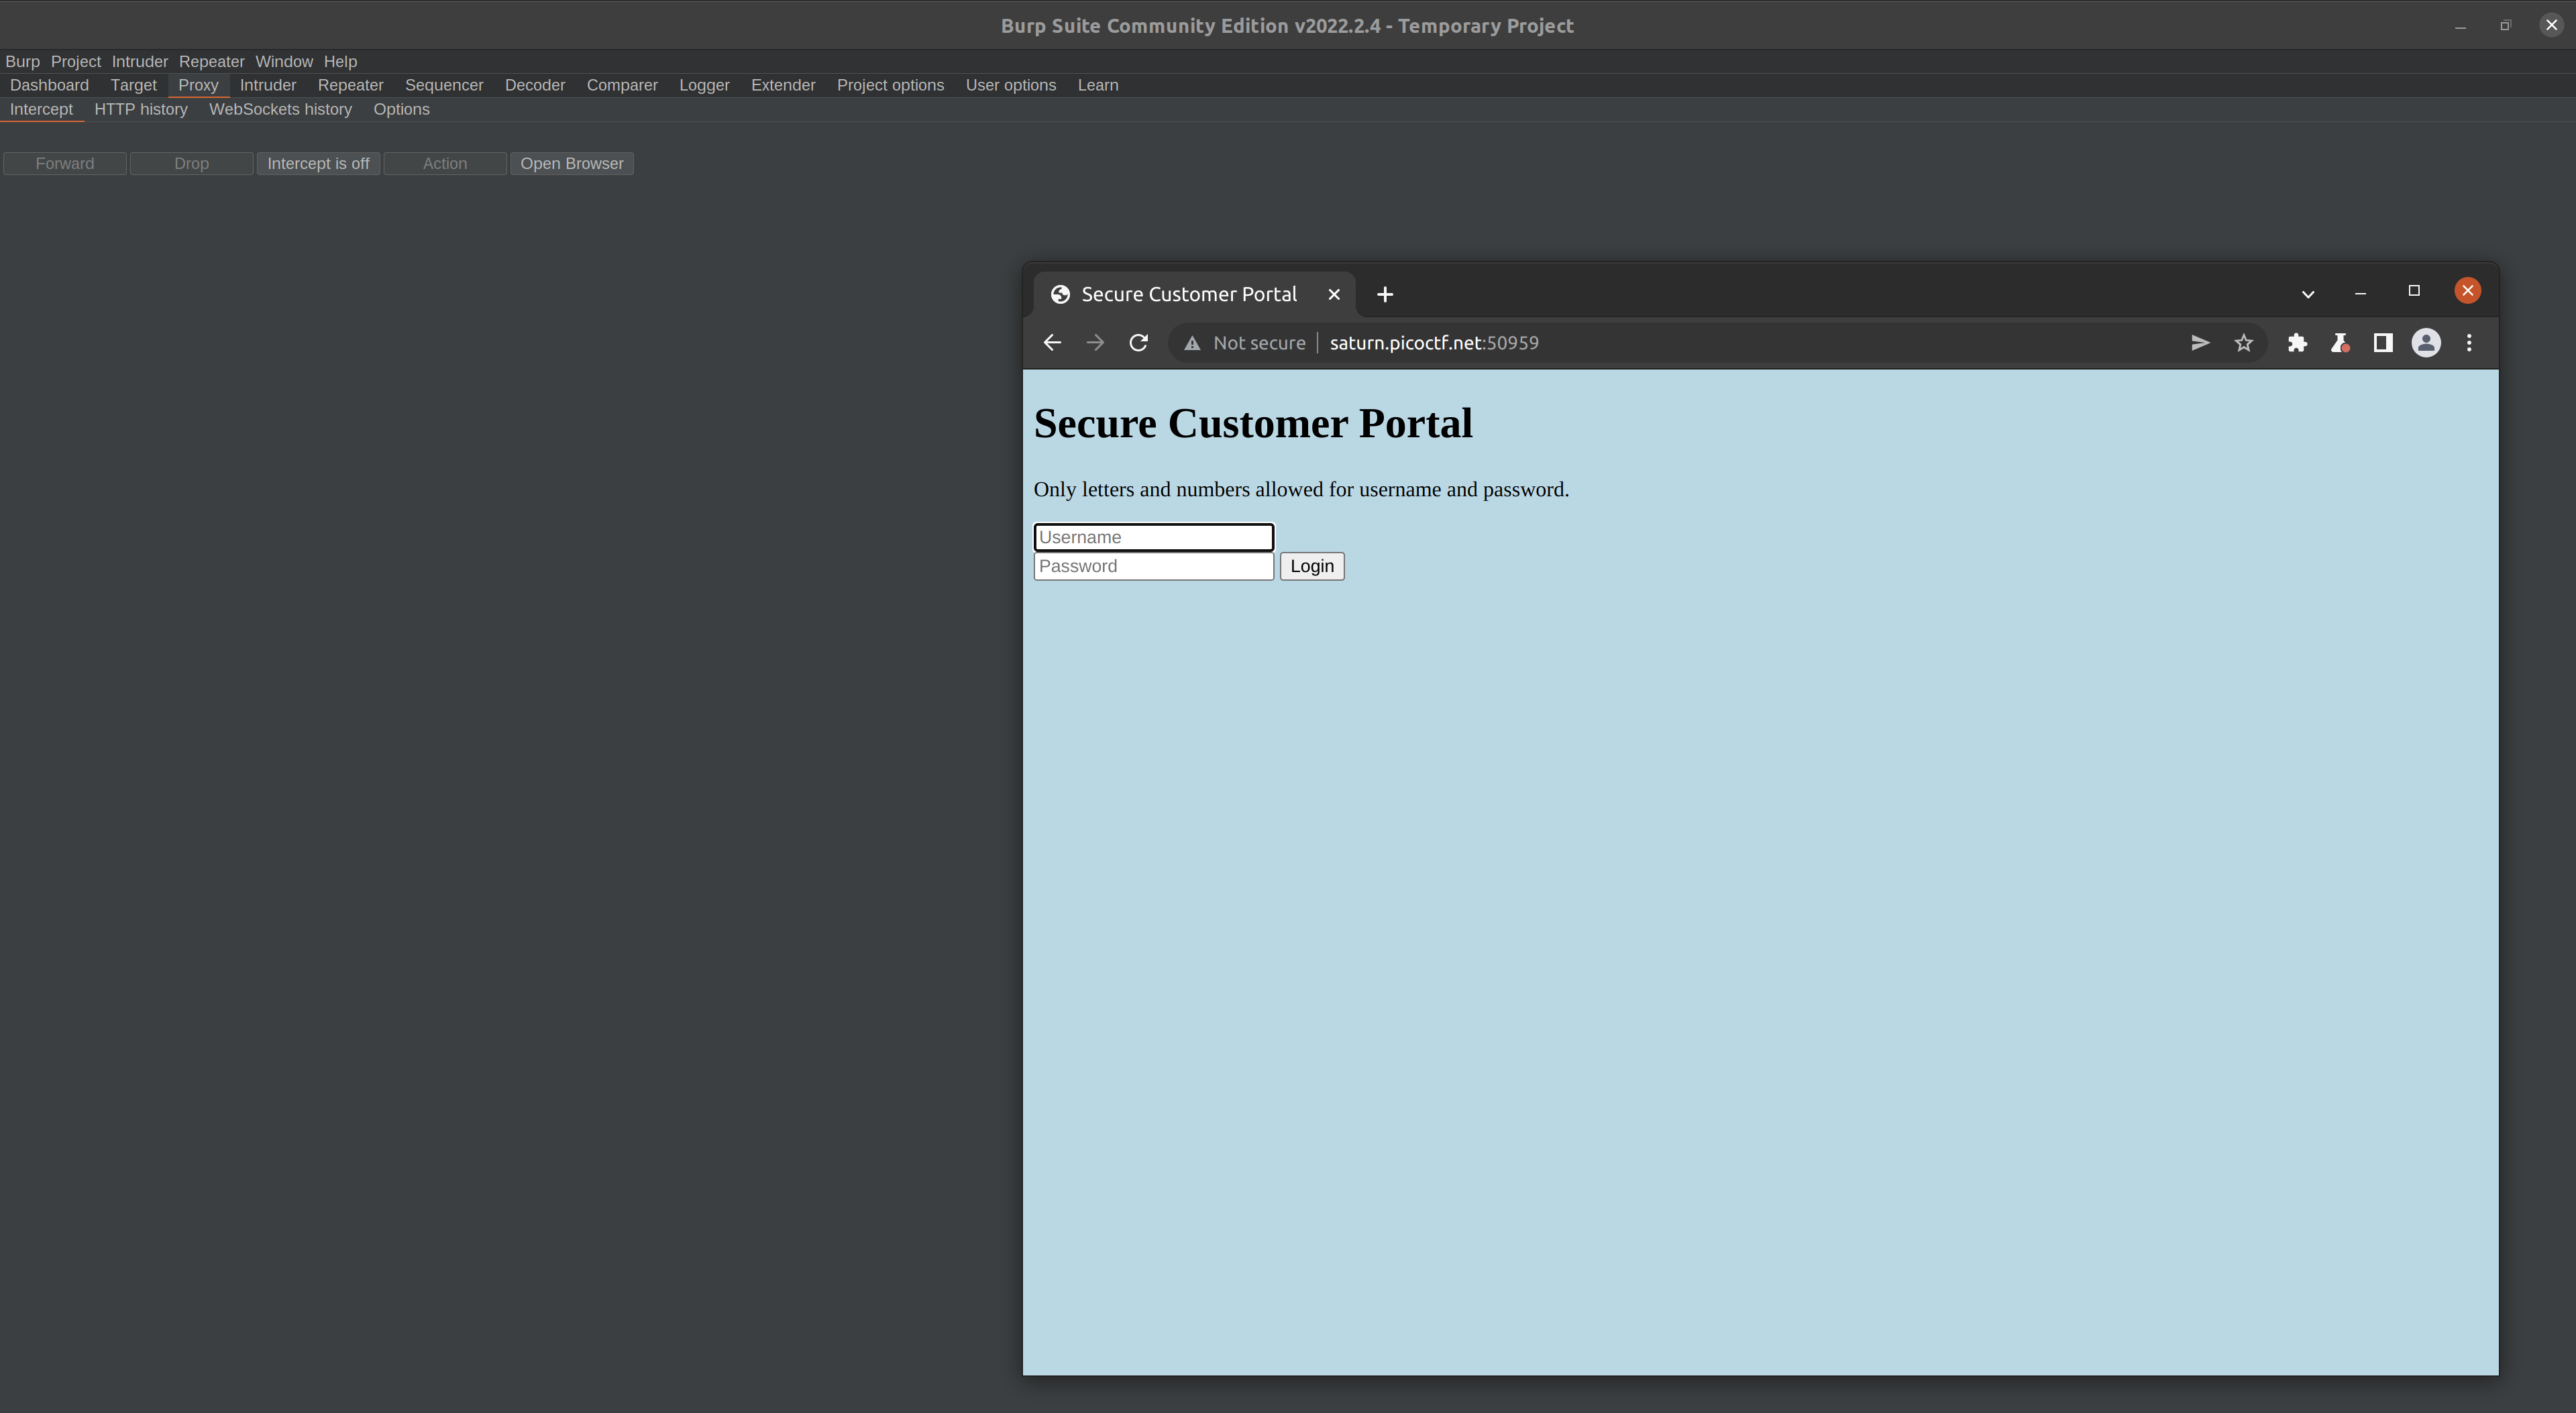 Burp Suite Community Edition v2022.2.4 - Temporary Project
Burp Project Intruder Repeater Window Help
Dashboard Target Proxy Intruder Repeater Sequencer Decoder Comparer Logger Extender Project options User options Learn
Intercept HTTP history WebSockets history Options
Forward Drop Intercept is off Action Open Browser
Secure Customer Portal
Not secure saturn.picoctf.net:50959
Secure Customer Portal
Only letters and numbers allowed for username and password.
Username
Password Login